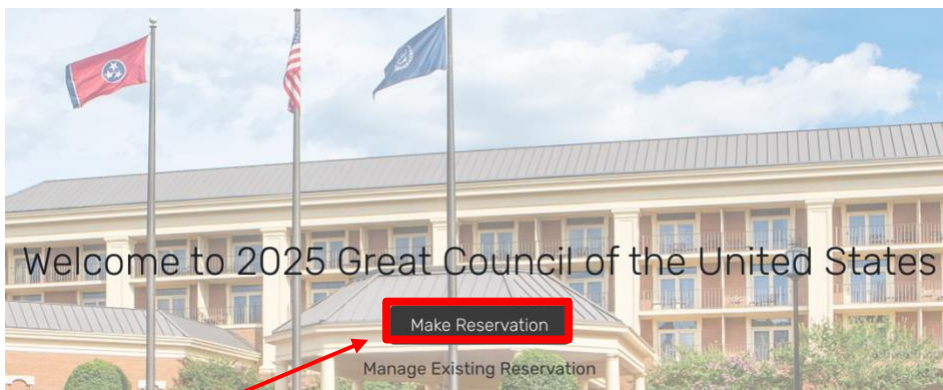 Welcome to 2025 Great Council of the United States
Make Reservation
Manage Existing Reservation